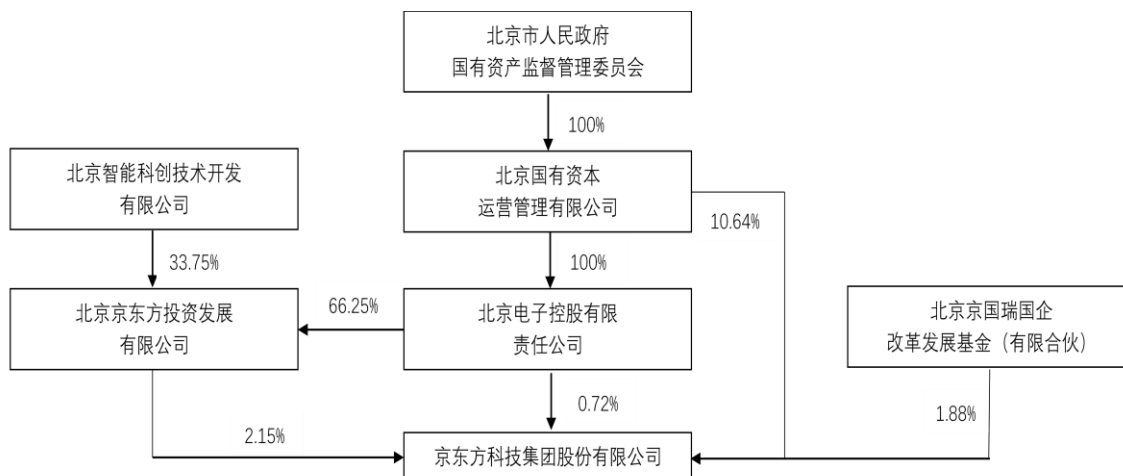 北京市人民政府
国有资产监督管理委员会
100%
北京智能科创技术开发
有限公司
北京国有资本
运营管理有限公司
10.64%
33.75%
100%
北京京东方投资发展
有限公司
66.25%
北京电子控股有限
责任公司
北京京国瑞国企
改革发展基金（有限合伙）
2.15%
0.72%
1.88%
京东方科技集团股份有限公司